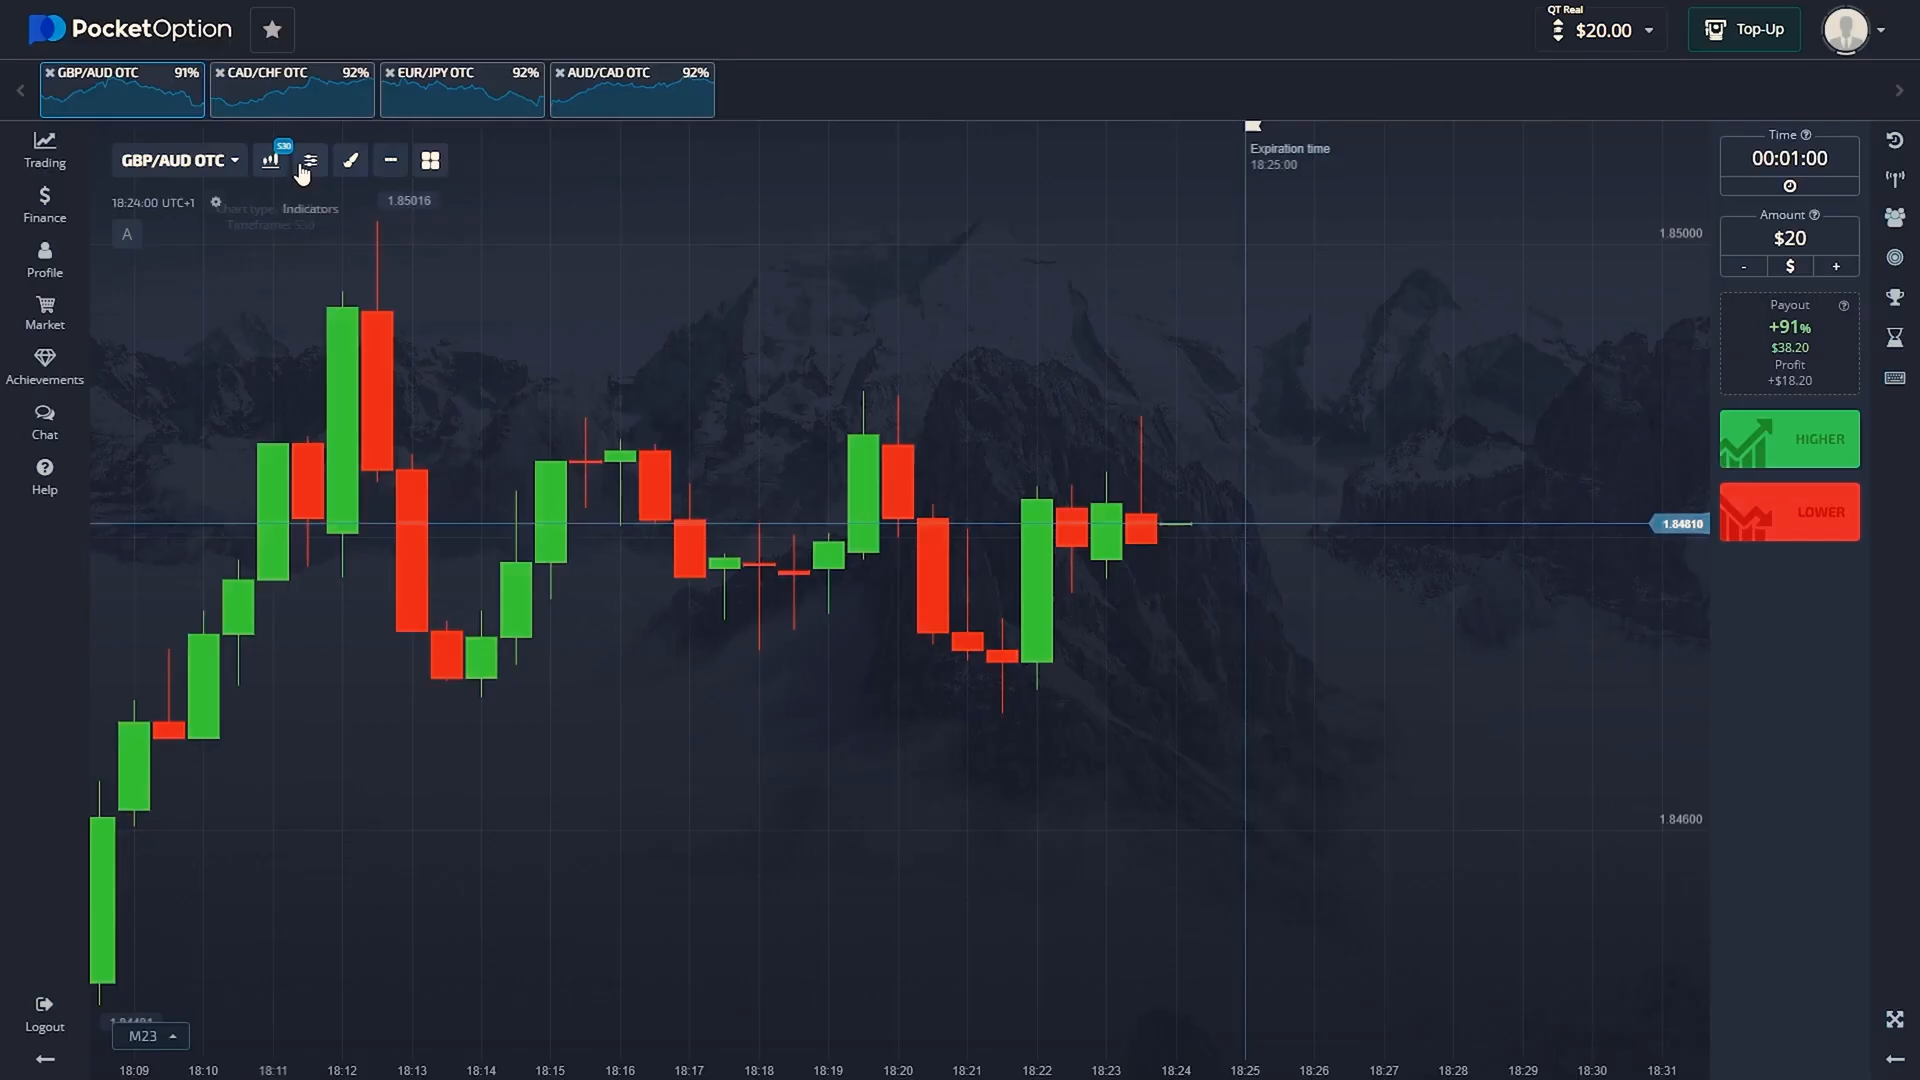 PocketOption
QT Real
$20.00
Top-Up
GBP/AUD OTC 91%
CAD/CHF OTC 92%
EUR/JPY OTC 92%
AUD/CAD OTC 92%
Trading
Finance
Profile
Market
Achievements
Chat
Help
Logout
GBP/AUD OTC
S30
18:24:00 UTC+1
Chart type:
Timeframe: S30
Indicators
A
1.85016
Expiration time
18:25:00
1.85000
1.84810
1.84600
M23
18:09 18:10 18:11 18:12 18:13 18:14 18:15 18:16 18:17 18:18 18:19 18:20 18:21 18:22 18:23 18:24 18:25 18:26 18:27 18:28 18:29 18:30 18:31
Time
00:01:00
Amount
$20
- $ +
Payout
+91%
$38.20
Profit
+$18.20
HIGHER
LOWER